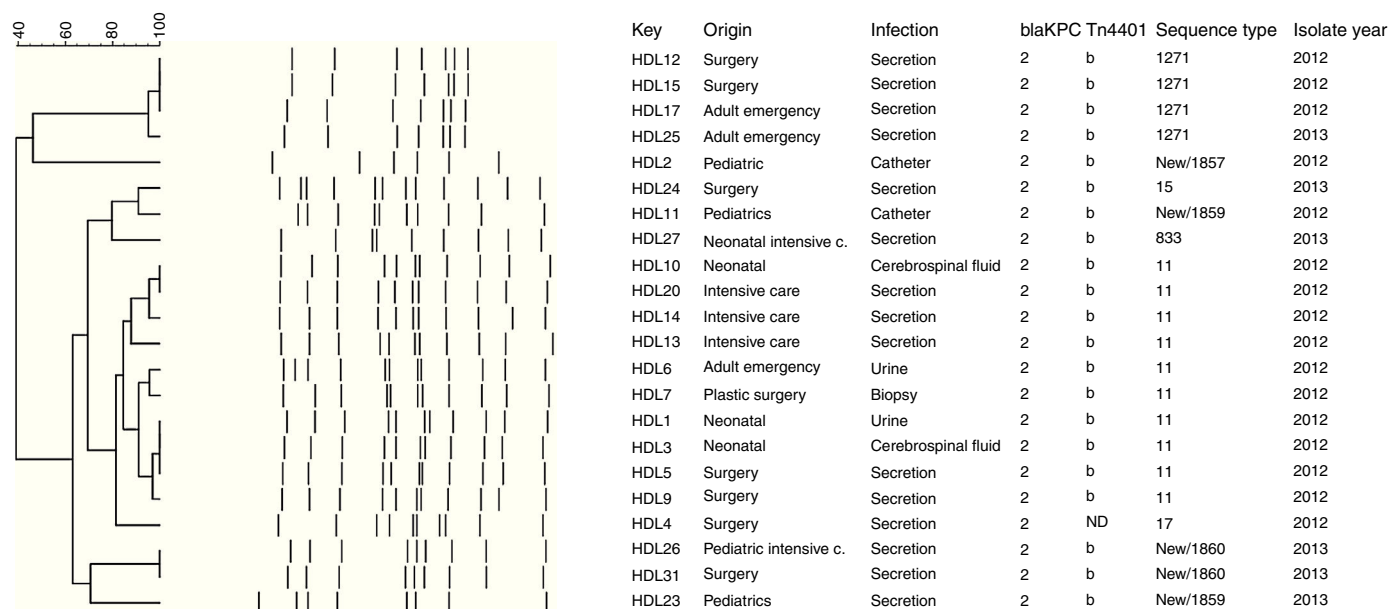 40 60 80 100
Key Origin Infection blaKPC Tn4401 Sequence type Isolate year
HDL12 Surgery Secretion 2 b 1271 2012
HDL15 Surgery Secretion 2 b 1271 2012
HDL17 Adult emergency Secretion 2 b 1271 2012
HDL25 Adult emergency Secretion 2 b 1271 2013
HDL2 Pediatric Catheter 2 b New/1857 2012
HDL24 Surgery Secretion 2 b 15 2013
HDL11 Pediatrics Catheter 2 b New/1859 2012
HDL27 Neonatal intensive c. Secretion 2 b 833 2013
HDL10 Neonatal Cerebrospinal fluid 2 b 11 2012
HDL20 Intensive care Secretion 2 b 11 2012
HDL14 Intensive care Secretion 2 b 11 2012
HDL13 Intensive care Secretion 2 b 11 2012
HDL6 Adult emergency Urine 2 b 11 2012
HDL7 Plastic surgery Biopsy 2 b 11 2012
HDL1 Neonatal Urine 2 b 11 2012
HDL3 Neonatal Cerebrospinal fluid 2 b 11 2012
HDL5 Surgery Secretion 2 b 11 2012
HDL9 Surgery Secretion 2 b 11 2012
HDL4 Surgery Secretion 2 ND 17 2012
HDL26 Pediatric intensive c. Secretion 2 b New/1860 2013
HDL31 Surgery Secretion 2 b New/1860 2013
HDL23 Pediatrics Secretion 2 b New/1859 2013